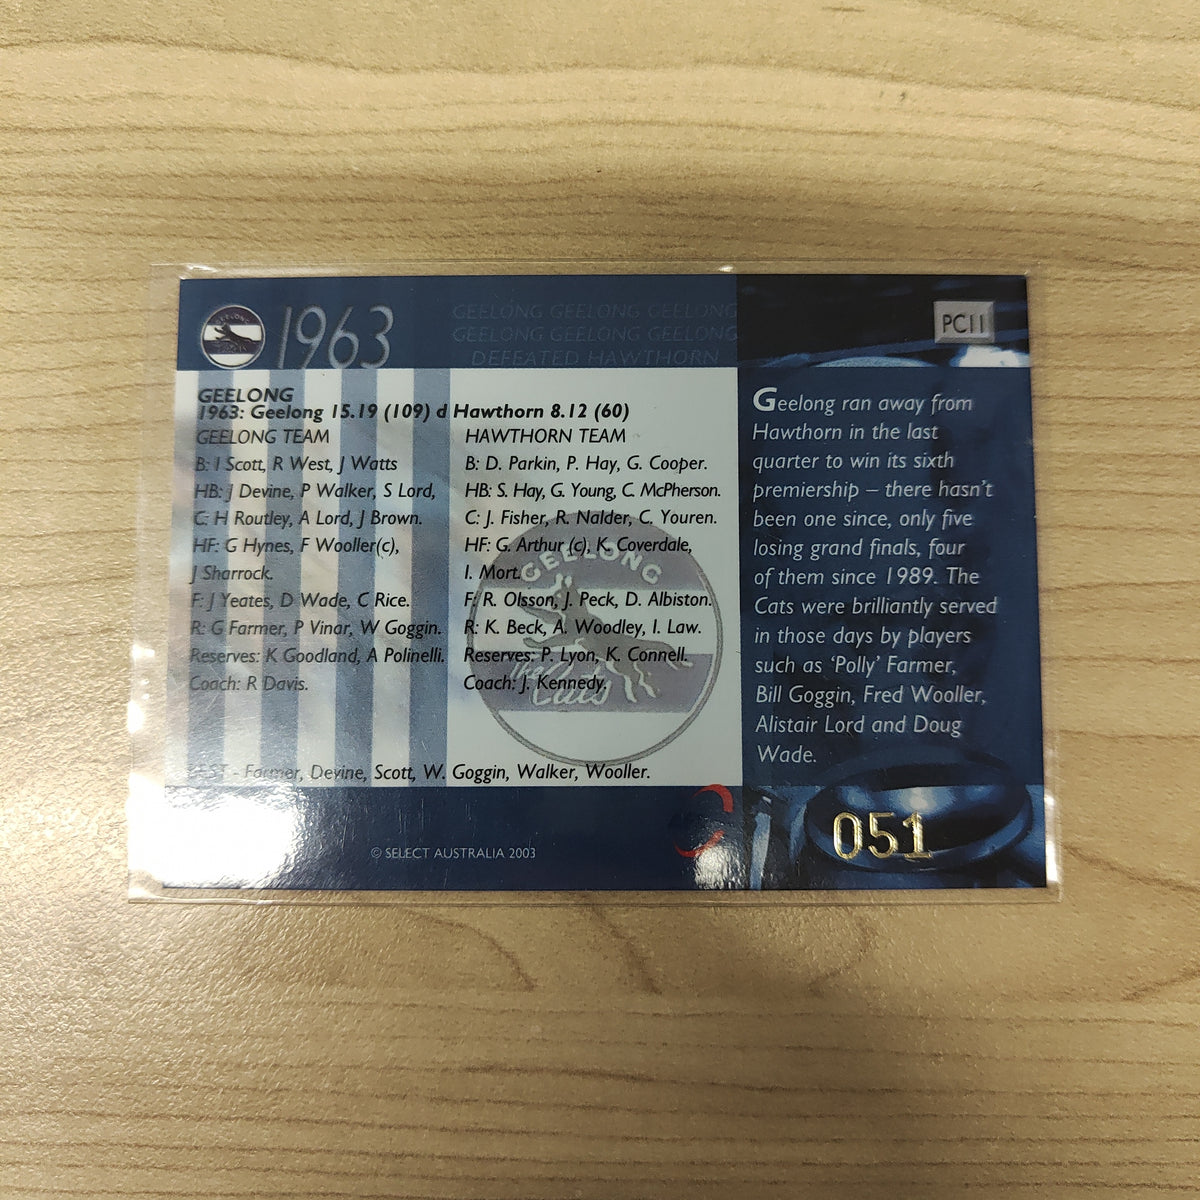 GEELONG
1963
GEELONG GEELONG GEELONG
GEELONG GEELONG GEELONG
DEFEATED HAWTHORN
PC11
GEELONG
1963: Geelong 15.19 (109) d Hawthorn 8.12 (60)
GEELONG TEAM
B: I Scott, R West, J Watts
HB: J Devine, P Walker, S Lord,
C: H Routley, A Lord, J Brown.
HF: G Hynes, F Wooller(c),
J Sharrock.
F: J Yeates, D Wade, C Rice.
R: G Farmer, P Vinar, W Goggin.
Reserves: K Goodland, A Polinelli.
Coach: R Davis.
HAWTHORN TEAM
B: D. Parkin, P. Hay, G. Cooper.
HB: S. Hay, G. Young, C. McPherson.
C: J. Fisher, R. Nalder, C. Youren.
HF: G. Arthur (c), K. Coverdale,
I. Mort.
F: R. Olsson, J. Peck, D. Albiston.
R: K. Beck, A. Woodley, I. Law.
Reserves: P. Lyon, K. Connell.
Coach: J. Kennedy.
GEELONG
The Cats
BEST - Farmer, Devine, Scott, W. Goggin, Walker, Wooller.
Geelong ran away from
Hawthorn in the last
quarter to win its sixth
premiership – there hasn't
been one since, only five
losing grand finals, four
of them since 1989. The
Cats were brilliantly served
in those days by players
such as 'Polly' Farmer,
Bill Goggin, Fred Wooller,
Alistair Lord and Doug
Wade.
© SELECT AUSTRALIA 2003
051